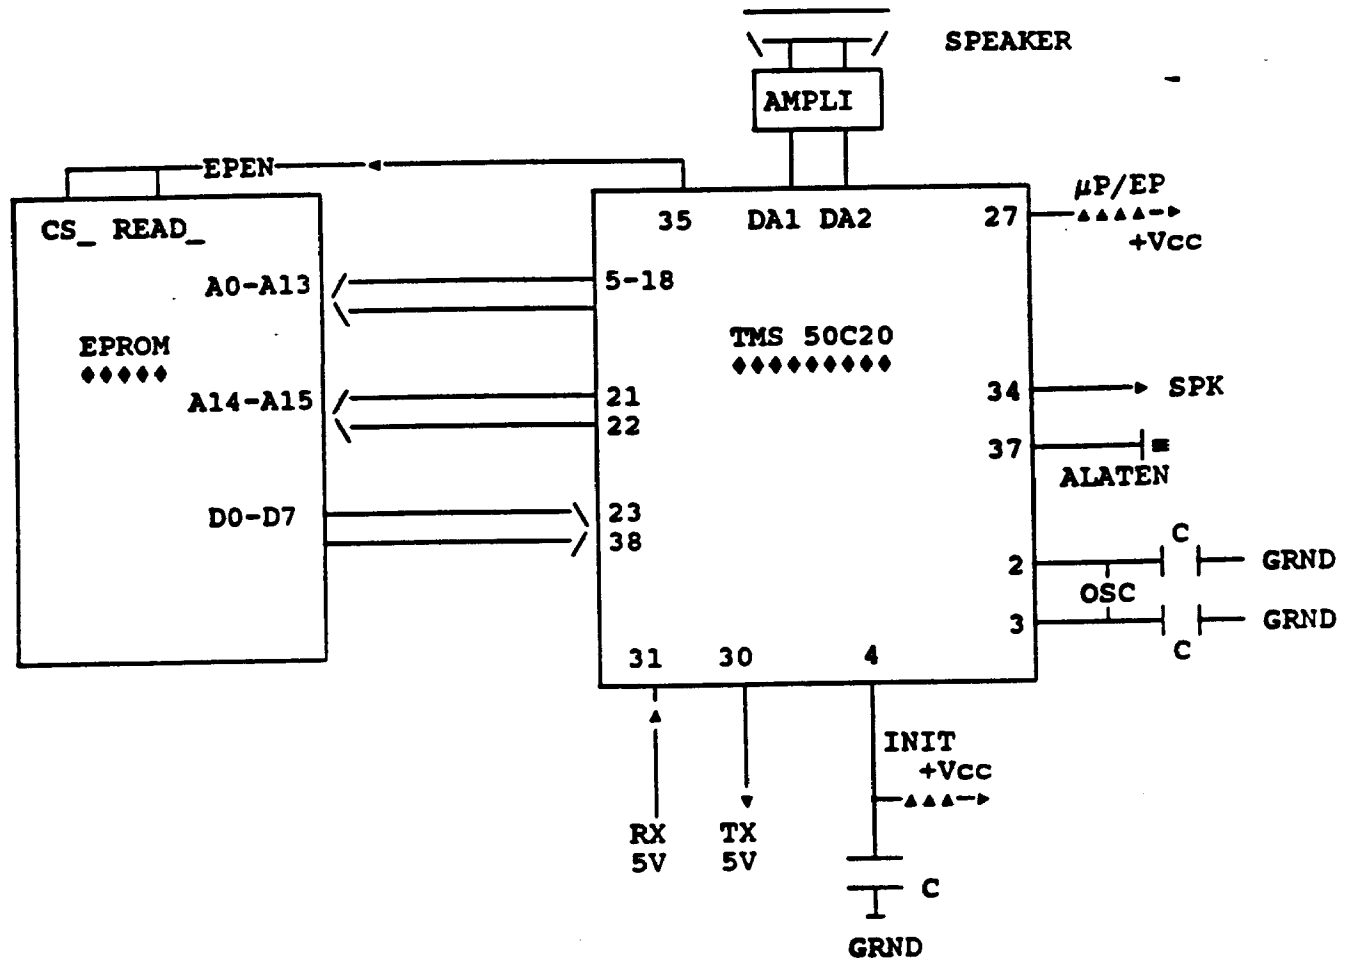 SPEAKER
AMPLI
EPEN
µP/EP
CS_ READ_
35 DA1 DA2 27
+Vcc
A0-A13
5-18
TMS 50C20
EPROM
34 SPK
A14-A15
21
22
37
ALATEN
D0-D7
23
38
C
2
GRND
OSC
3
GRND
C
31 30 4
INIT
+Vcc
RX
5V
TX
5V
C
GRND